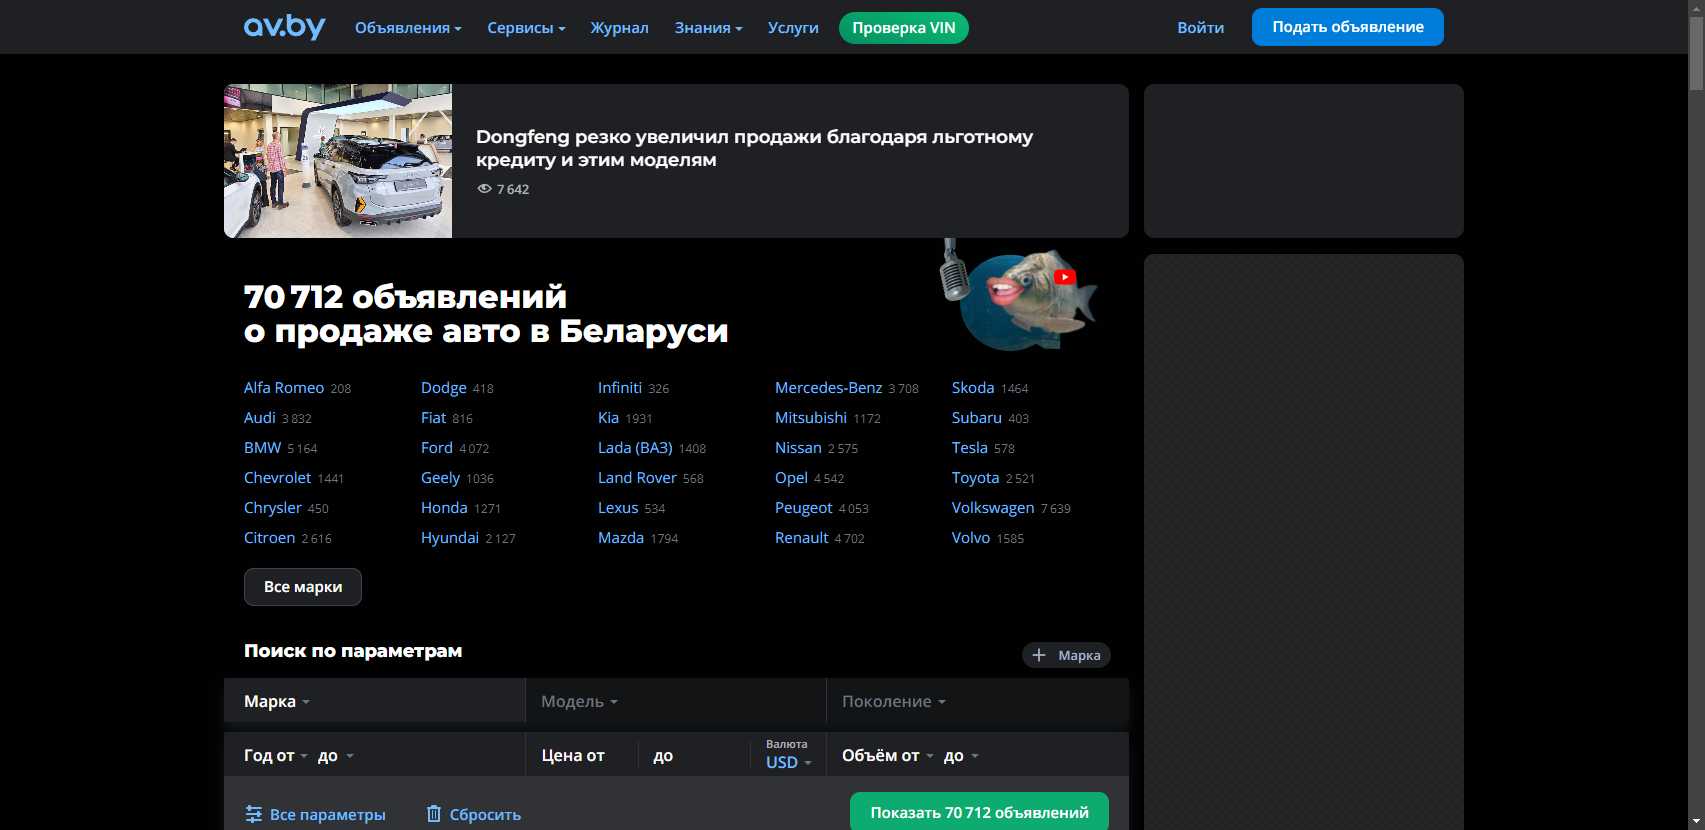 av.by Объявления Сервисы Журнал Знания Услуги Проверка VIN Войти Подать объявление
Dongfeng резко увеличил продажи благодаря льготному
кредиту и этим моделям
7 642
70 712 объявлений
о продаже авто в Беларуси
Alfa Romeo 208 Dodge 418 Infiniti 326 Mercedes-Benz 3 708 Skoda 1464
Audi 3 832 Fiat 816 Kia 1931 Mitsubishi 1172 Subaru 403
BMW 5 164 Ford 4 072 Lada (ВАЗ) 1408 Nissan 2 575 Tesla 578
Chevrolet 1441 Geely 1036 Land Rover 568 Opel 4 542 Toyota 2 521
Chrysler 450 Honda 1271 Lexus 534 Peugeot 4 053 Volkswagen 7 639
Citroen 2 616 Hyundai 2 127 Mazda 1794 Renault 4 702 Volvo 1585
Все марки
Поиск по параметрам
Марка
Марка Модель Поколение
Год от до Цена от до Валюта USD Объём от до
Все параметры Сбросить Показать 70 712 объявлений